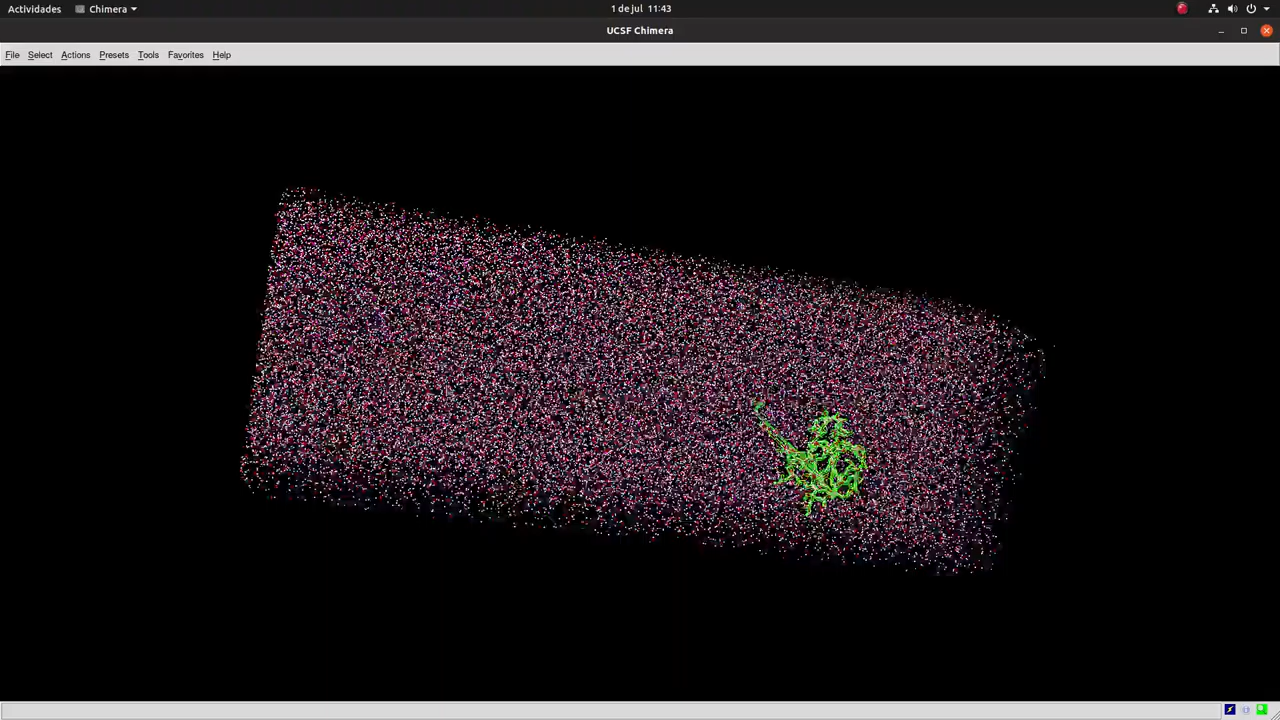 Actividades
Chimera
1 de jul 11:43
UCSF Chimera
File Select Actions Presets Tools Favorites Help